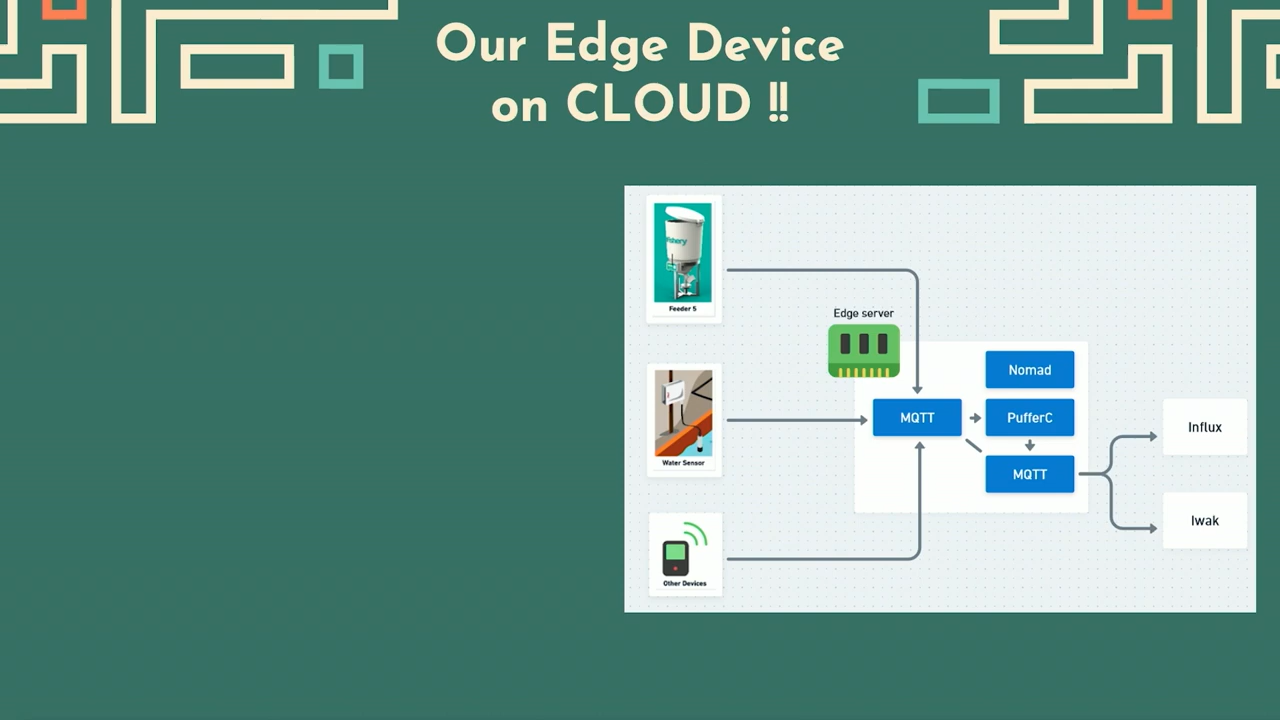 Our Edge Device
on CLOUD !!
Feeder 5
Edge server
Nomad
MQTT
PufferC
Influx
Water Sensor
MQTT
Iwak
Other Devices